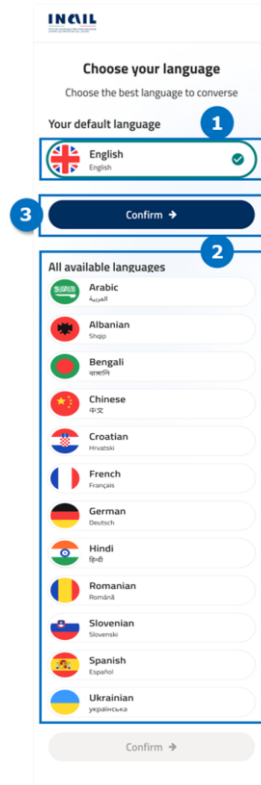 INAIL
Choose your language
Choose the best language to converse
Your default language
1
English
English
3
Confirm →
2
All available languages
Arabic
العربية
Albanian
Shqip
Bengali
বাঙালি
Chinese
中文
Croatian
Hrvatski
French
Français
German
Deutsch
Hindi
हिन्दी
Romanian
Română
Slovenian
Slovenski
Spanish
Español
Ukrainian
українська
Confirm →